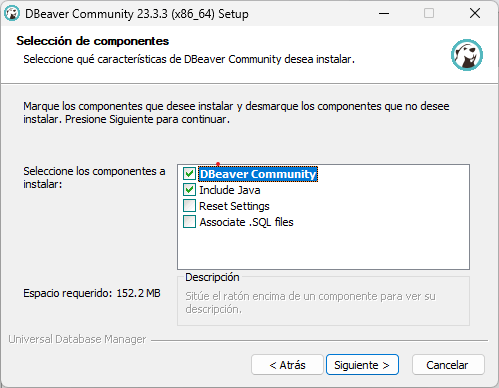 DBeaver Community 23.3.3 (x86_64) Setup
Selección de componentes
Seleccione qué características de DBeaver Community desea instalar.
Marque los componentes que desee instalar y desmarque los componentes que no desee
instalar. Presione Siguiente para continuar.
Seleccione los componentes a
instalar:
DBeaver Community
Include Java
Reset Settings
Associate .SQL files
Espacio requerido: 152.2 MB
Descripción
Sitúe el ratón encima de un componente para ver su
descripción.
Universal Database Manager
< Atrás
Siguiente >
Cancelar